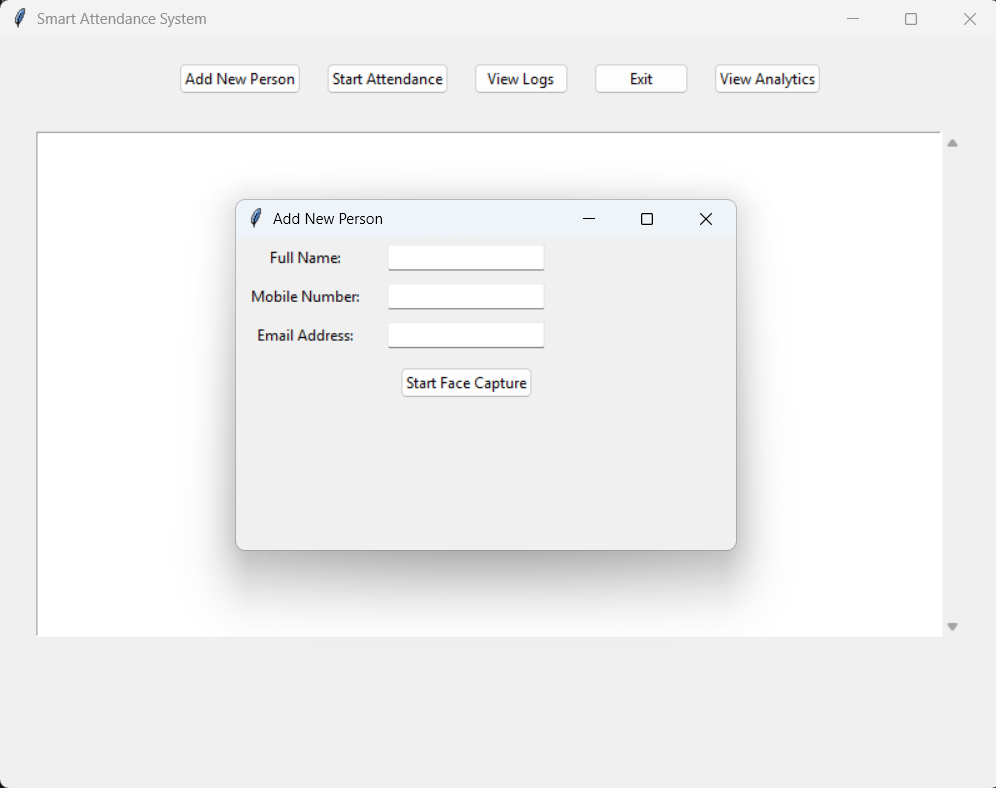 Smart Attendance System
Add New Person Start Attendance View Logs Exit View Analytics
Add New Person
Full Name:
Mobile Number:
Email Address:
Start Face Capture